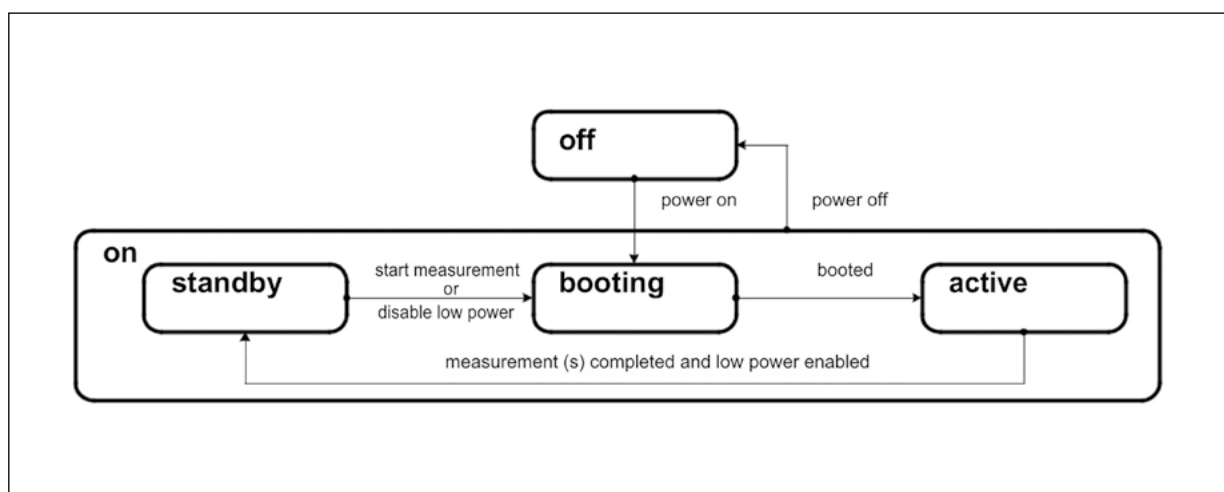 off
power on
power off
on
standby
start measurement
or
disable low power
booting
booted
active
measurement (s) completed and low power enabled